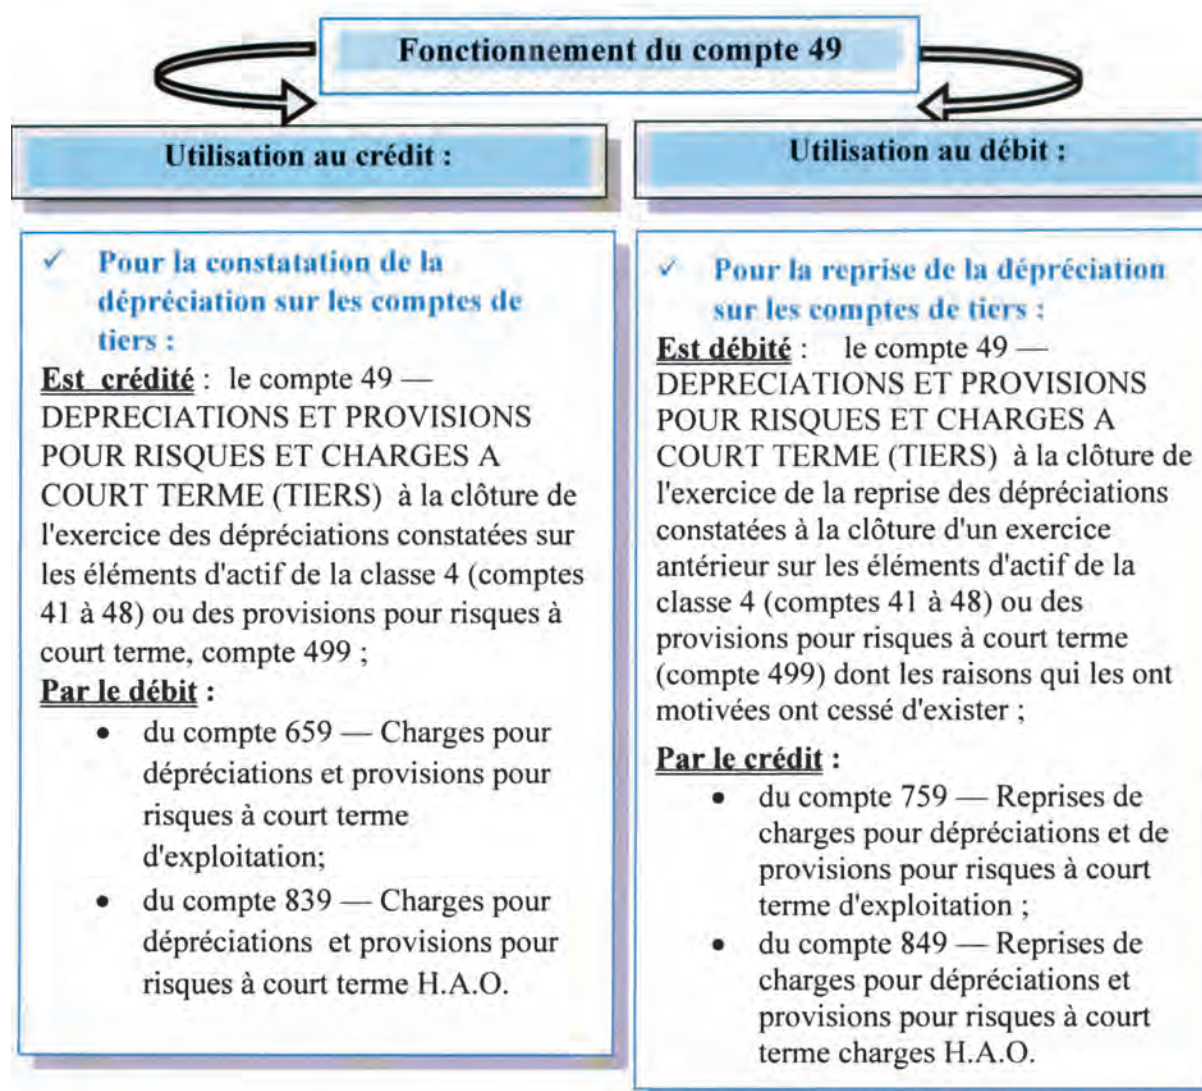 Fonctionnement du compte 49
Utilisation au crédit :
✓ Pour la constatation de la
dépréciation sur les comptes de
tiers :
Est crédité : le compte 49 —
DEPRECIATIONS ET PROVISIONS
POUR RISQUES ET CHARGES A
COURT TERME (TIERS) à la clôture de
l'exercice des dépréciations constatées sur
les éléments d'actif de la classe 4 (comptes
41 à 48) ou des provisions pour risques à
court terme, compte 499 ;
Par le débit :
• du compte 659 — Charges pour
dépréciations et provisions pour
risques à court terme
d'exploitation;
• du compte 839 — Charges pour
dépréciations et provisions pour
risques à court terme H.A.O.
Utilisation au débit :
✓ Pour la reprise de la dépréciation
sur les comptes de tiers :
Est débité : le compte 49 —
DEPRECIATIONS ET PROVISIONS
POUR RISQUES ET CHARGES A
COURT TERME (TIERS) à la clôture de
l'exercice de la reprise des dépréciations
constatées à la clôture d'un exercice
antérieur sur les éléments d'actif de la
classe 4 (comptes 41 à 48) ou des
provisions pour risques à court terme
(compte 499) dont les raisons qui les ont
motivées ont cessé d'exister ;
Par le crédit :
• du compte 759 — Reprises de
charges pour dépréciations et de
provisions pour risques à court
terme d'exploitation ;
• du compte 849 — Reprises de
charges pour dépréciations et
provisions pour risques à court
terme charges H.A.O.